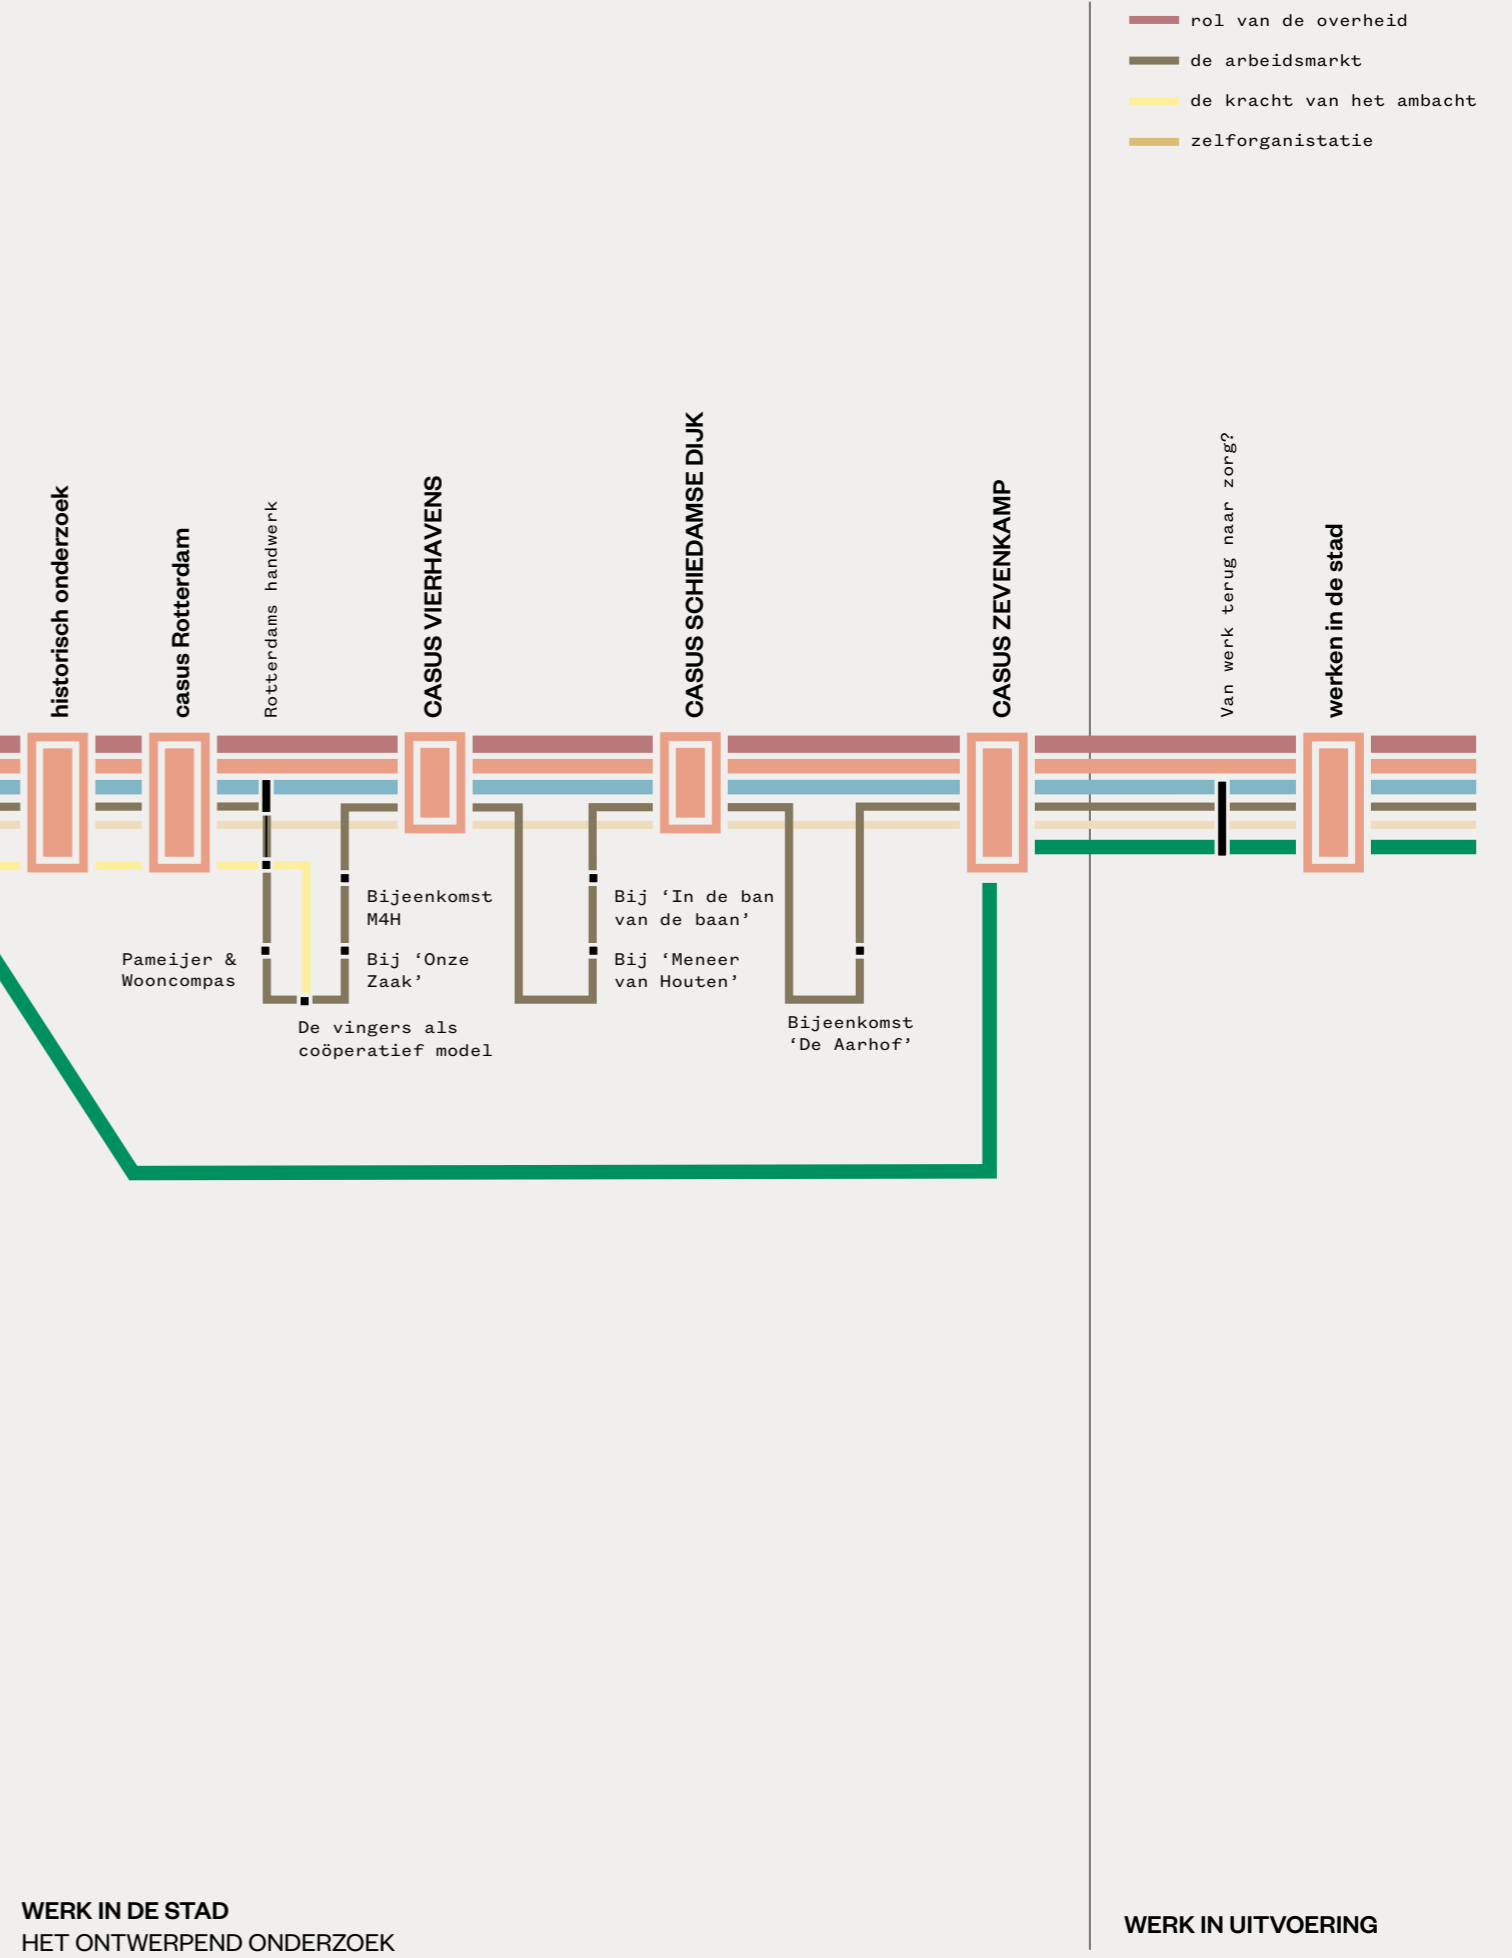 rol van de overheid
de arbeidsmarkt
de kracht van het ambacht
zelforganistatie
historisch onderzoek
casus Rotterdam
Rotterdams handwerk
CASUS VIERHAVENS
CASUS SCHIEDAMSE DIJK
CASUS ZEVENKAMP
Van werk terug naar zorg?
werken in de stad
Pameijer &
Wooncompas
De vingers als
coöperatief model
Bijeenkomst
M4H
Bij ‘Onze
Zaak’
Bij ‘In de ban
van de baan’
Bij ‘Meneer
van Houten’
Bijeenkomst
‘De Aarhof’
WERK IN DE STAD
HET ONTWERPEND ONDERZOEK
WERK IN UITVOERING